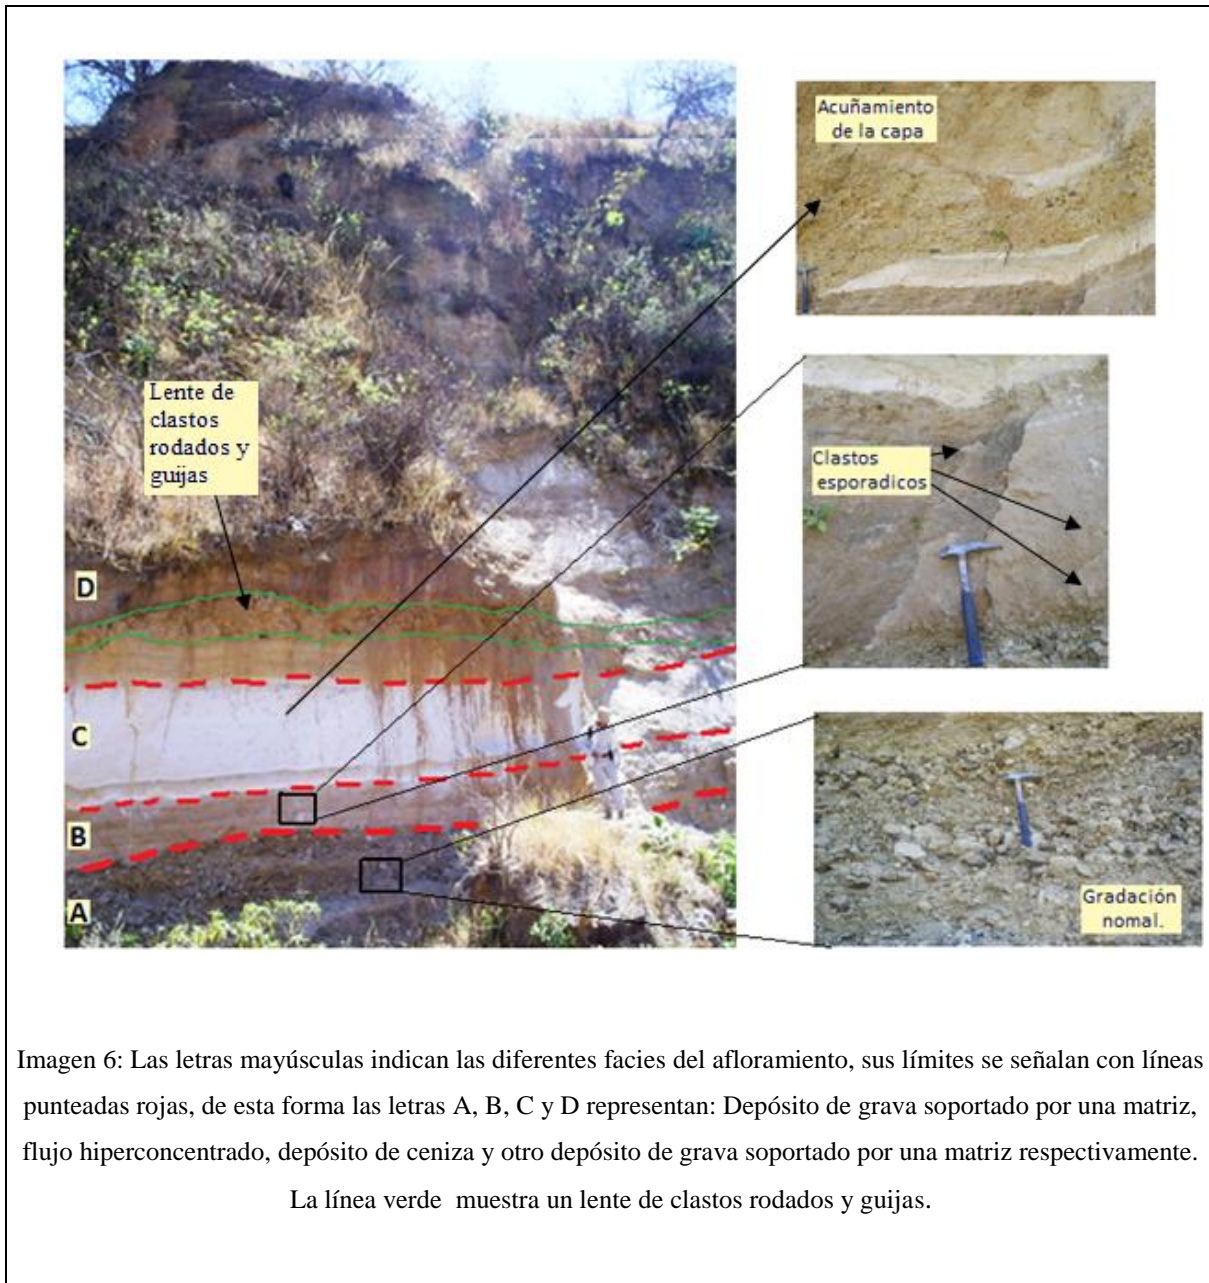 Acuñamiento
de la capa
Lente de
clastos
rodados y
guijas
Clastos
esporadicos
D
C
B
A
Gradación
nomal.
Imagen 6: Las letras mayúsculas indican las diferentes facies del afloramiento, sus límites se señalan con líneas
punteadas rojas, de esta forma las letras A, B, C y D representan: Depósito de grava soportado por una matriz,
flujo hiperconcentrado, depósito de ceniza y otro depósito de grava soportado por una matriz respectivamente.
La línea verde muestra un lente de clastos rodados y guijas.